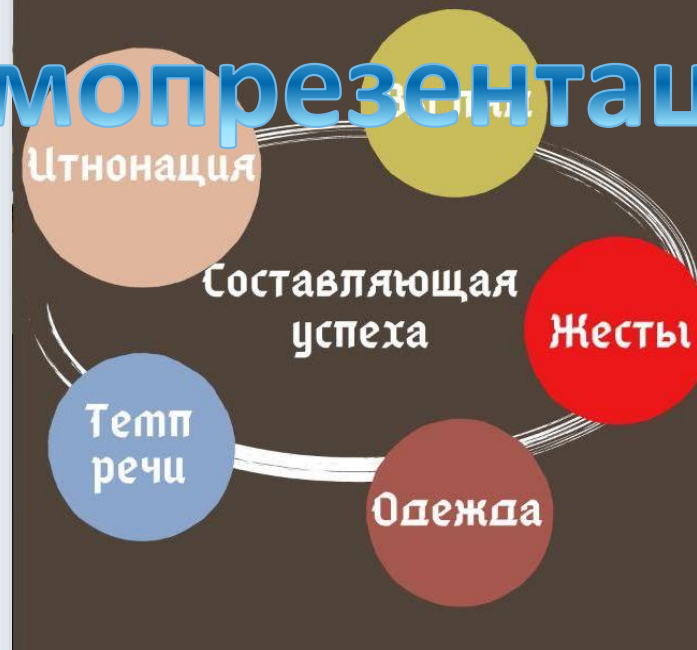 мопрезентац
Итнонация
Составляющая
успеха
Жесты
Темп
речи
Одежда